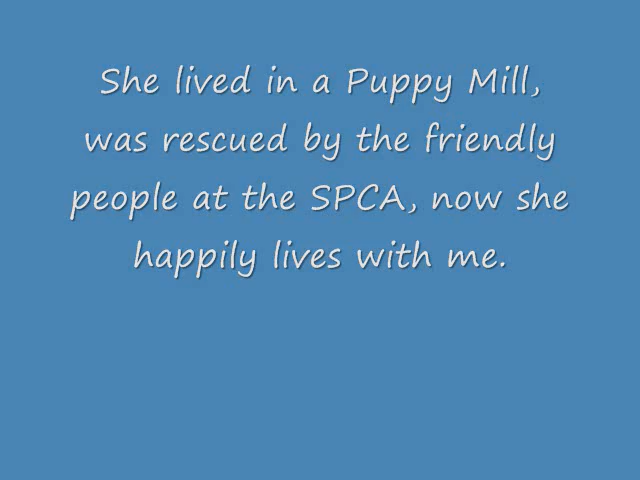 She lived in a Puppy Mill,
was rescued by the friendly
people at the SPCA, now she
happily lives with me.